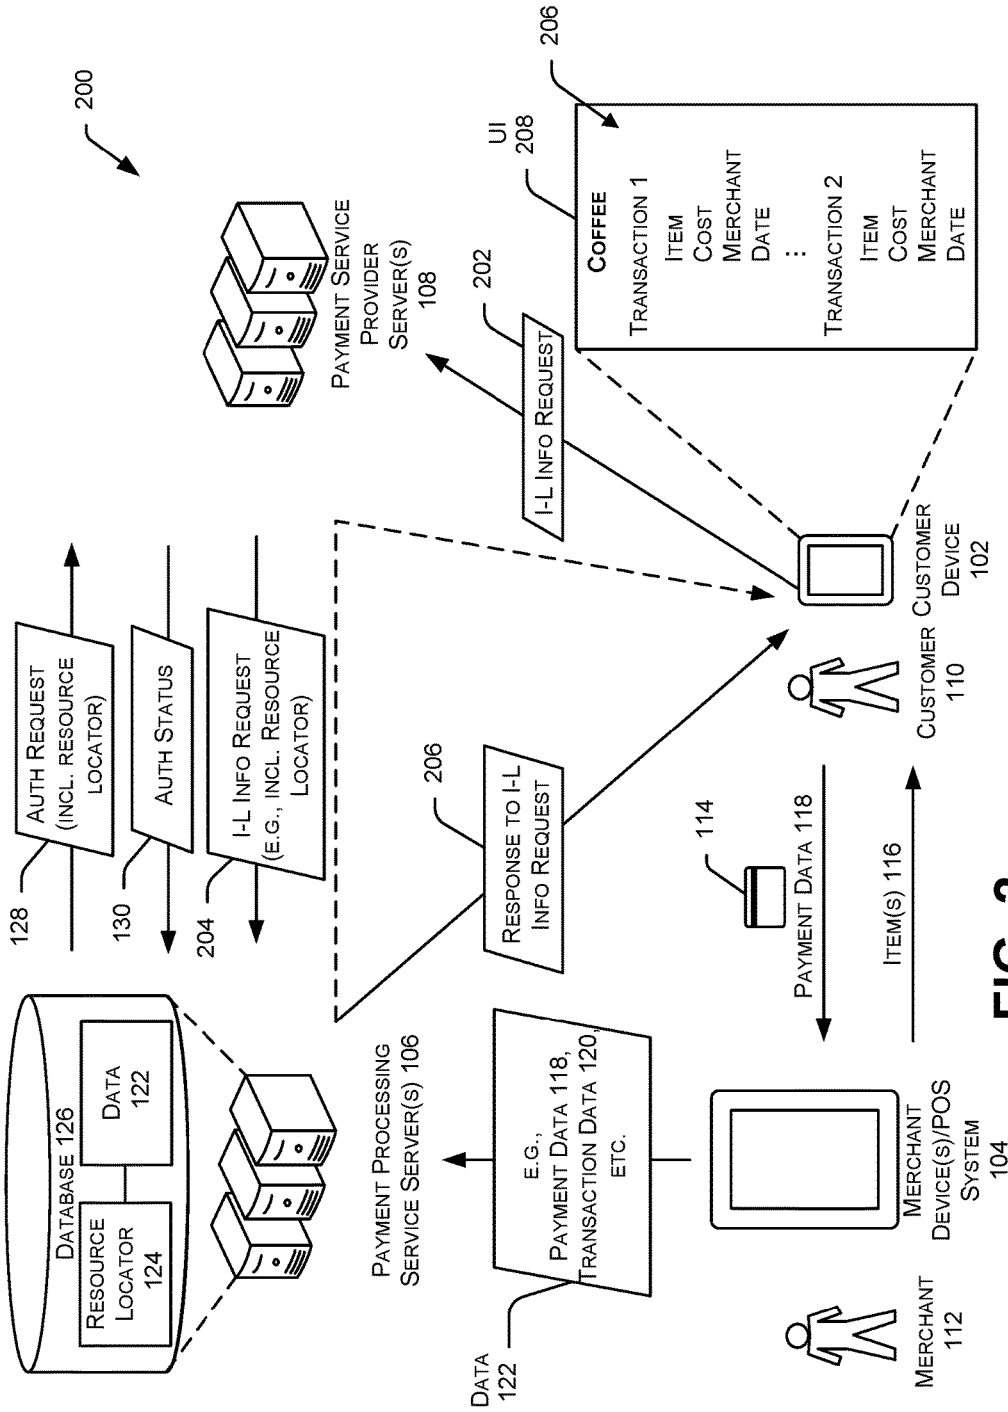 200
DATABASE 126
RESOURCE
LOCATOR
124
DATA
122
128
AUTH REQUEST
(INCL. RESOURCE
LOCATOR)
130
AUTH STATUS
204
I-L INFO REQUEST
(E.G., INCL. RESOURCE
LOCATOR)
PAYMENT SERVICE
PROVIDER
SERVER(S)
108
PAYMENT PROCESSING
SERVICE SERVER(S) 106
206
RESPONSE TO I-L
INFO REQUEST
202
I-L INFO REQUEST
UI
208
206
COFFEE
TRANSACTION 1
ITEM
COST
MERCHANT
DATE
...
TRANSACTION 2
ITEM
COST
MERCHANT
DATE
DATA
122
E.G.,
PAYMENT DATA 118,
TRANSACTION DATA 120,
ETC.
114
PAYMENT DATA 118
ITEM(S) 116
MERCHANT
112
MERCHANT
DEVICE(S)/POS
SYSTEM
104
CUSTOMER
110
CUSTOMER
DEVICE
102